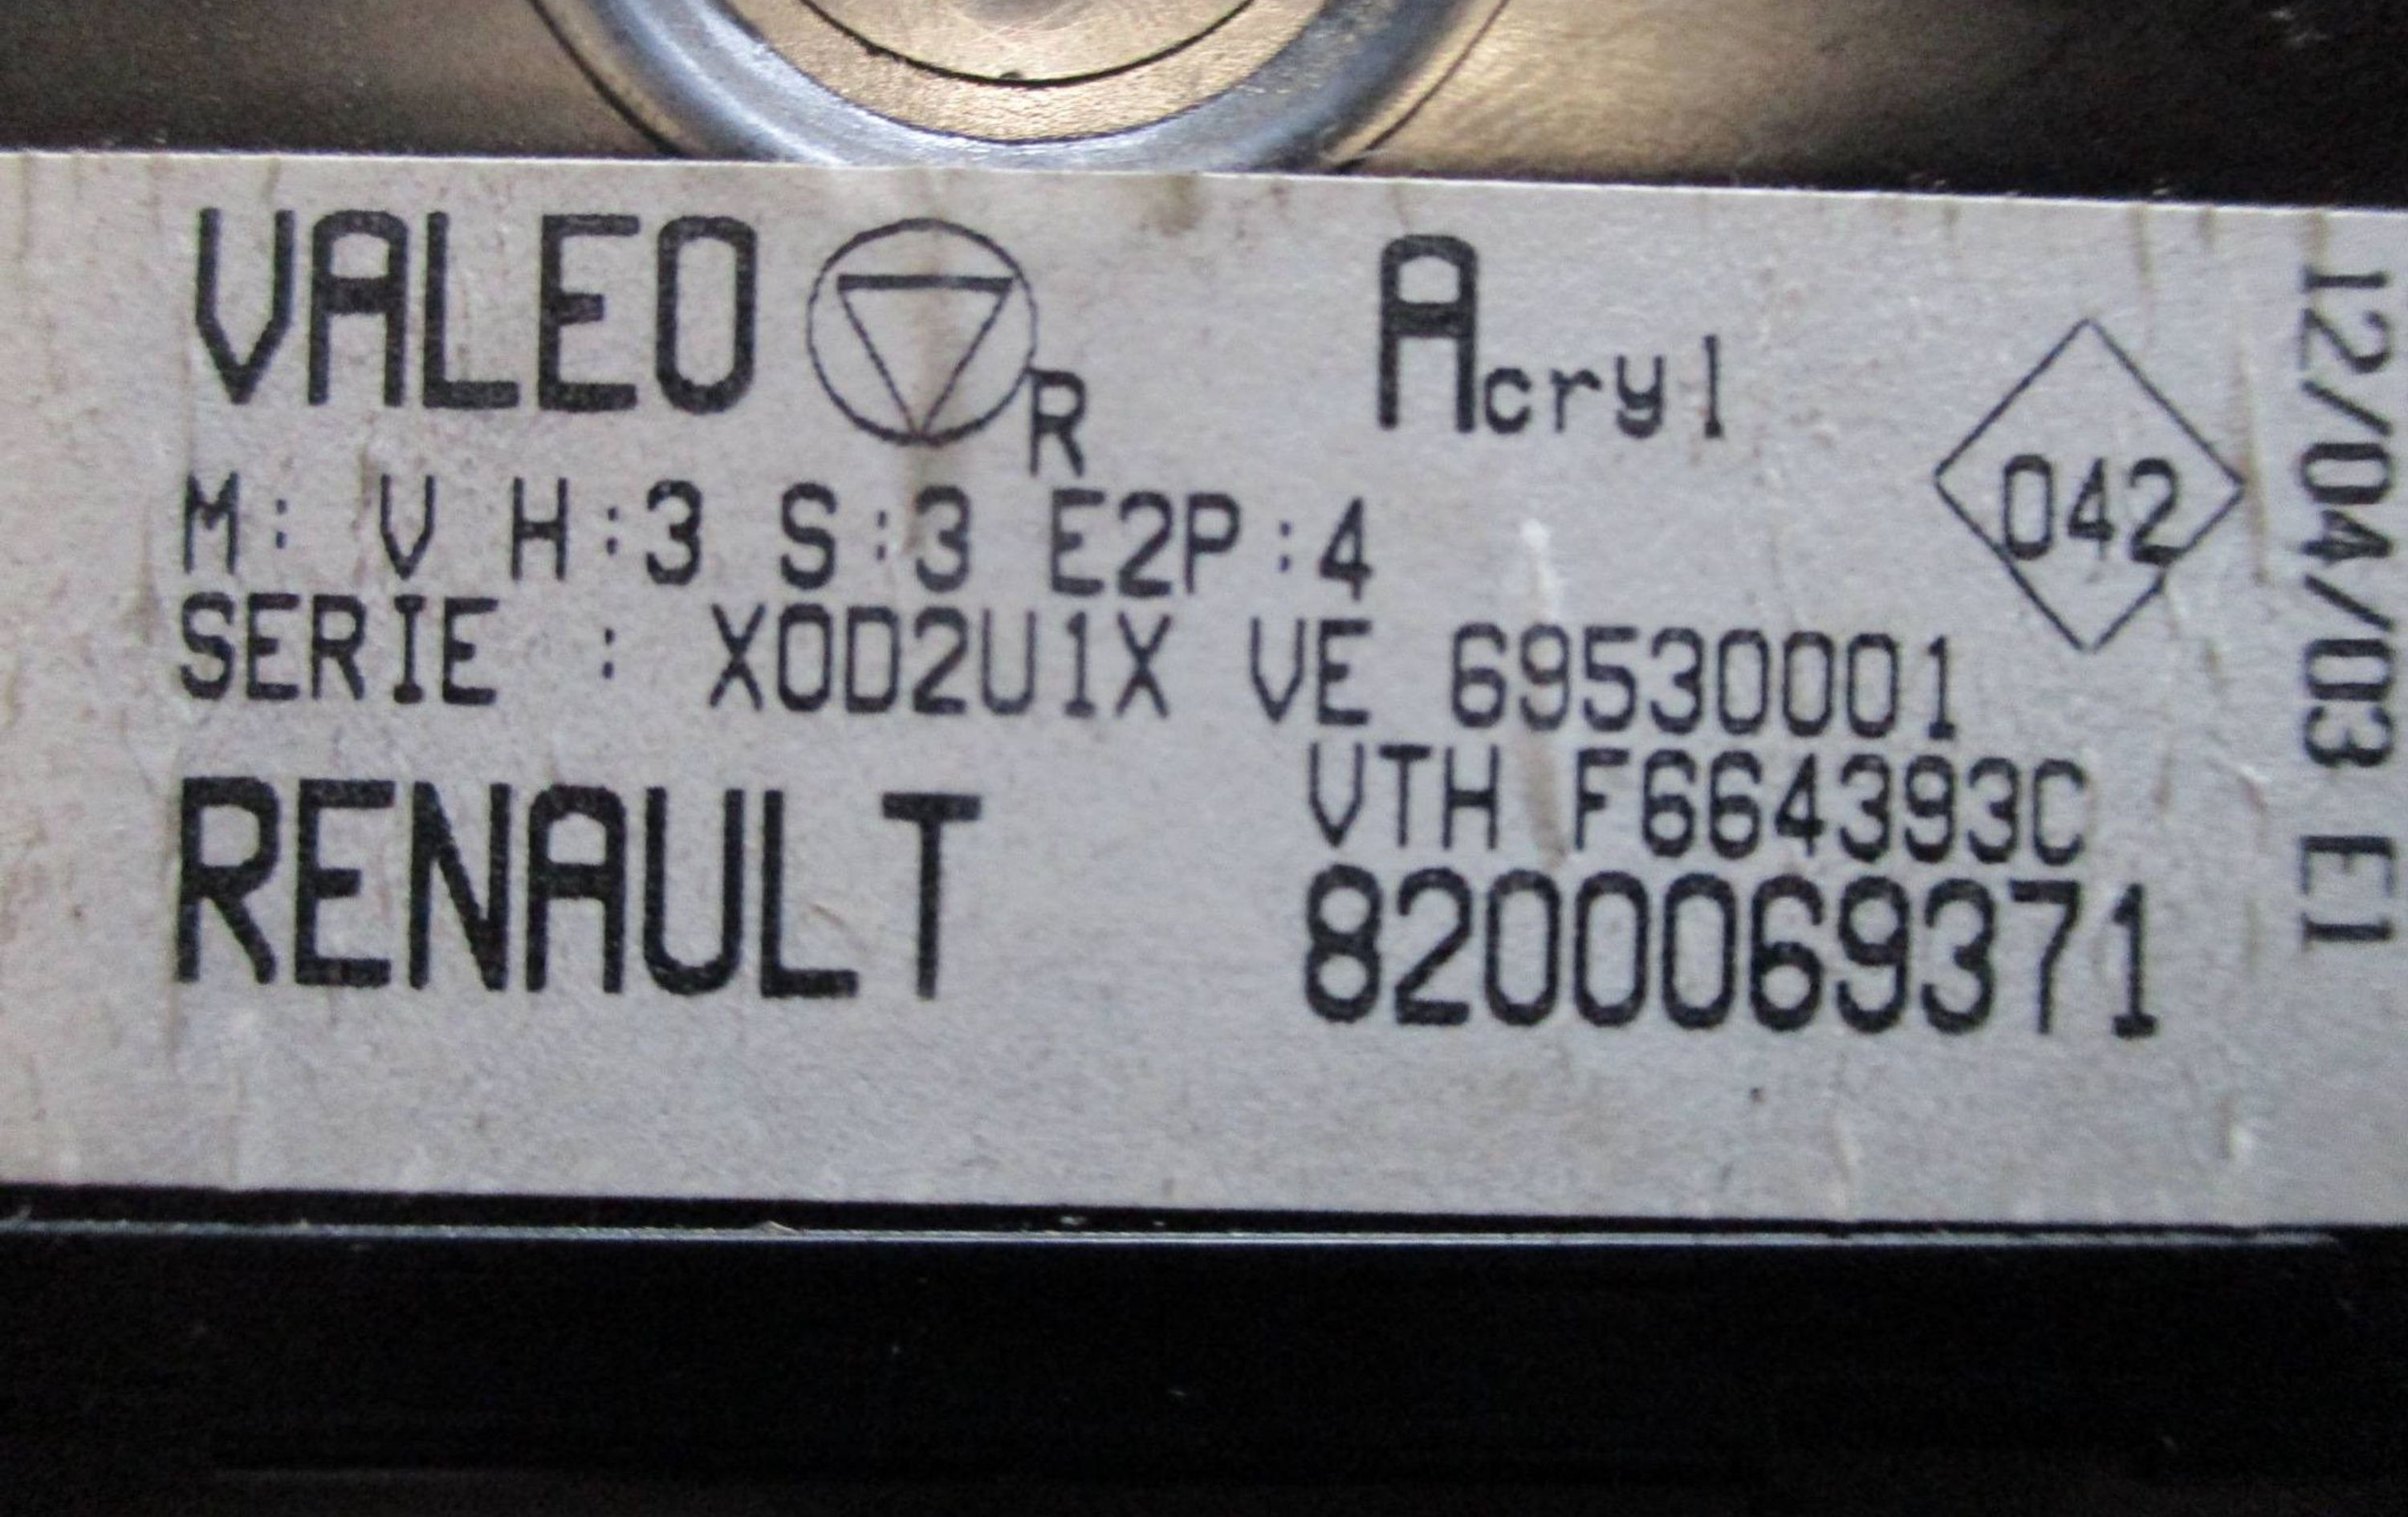 VALEO R Acryl
042
M: V H:3 S:3 E2P:4
SERIE : X0D2U1X VE 69530001
VTH F664393C
RENAULT 8200069371
12/04/03 E1